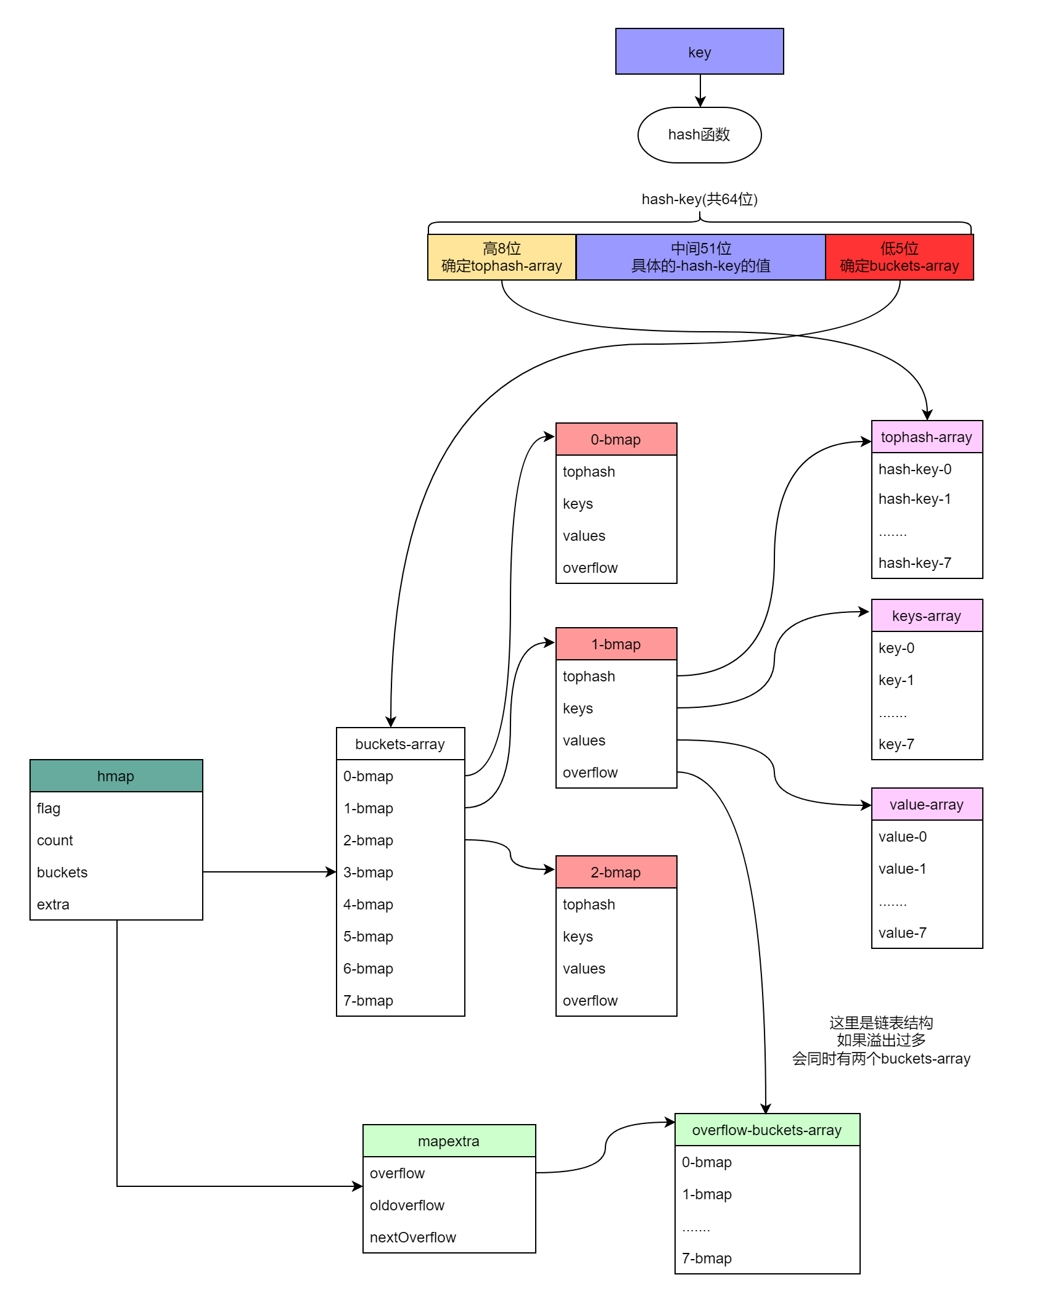 key
hash函数
hash-key(共64位)
高8位
确定tophash-array
中间51位
具体的-hash-key的值
低5位
确定buckets-array
0-bmap
tophash
keys
values
overflow
tophash-array
hash-key-0
hash-key-1
.......
hash-key-7
1-bmap
tophash
keys
values
overflow
keys-array
key-0
key-1
.......
key-7
hmap
flag
count
buckets
extra
buckets-array
0-bmap
1-bmap
2-bmap
3-bmap
4-bmap
5-bmap
6-bmap
7-bmap
2-bmap
tophash
keys
values
overflow
value-array
value-0
value-1
.......
value-7
这里是链表结构
如果溢出过多
会同时有两个buckets-array
mapextra
overflow
oldoverflow
nextOverflow
overflow-buckets-array
0-bmap
1-bmap
.......
7-bmap